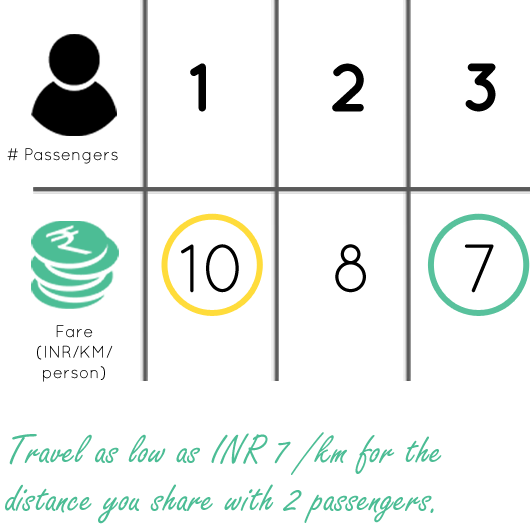 1 2 3
# Passengers
₹
10 8 7
Fare
(INR/KM/
person)
Travel as low as INR 7 /km for the
distance you share with 2 passengers.